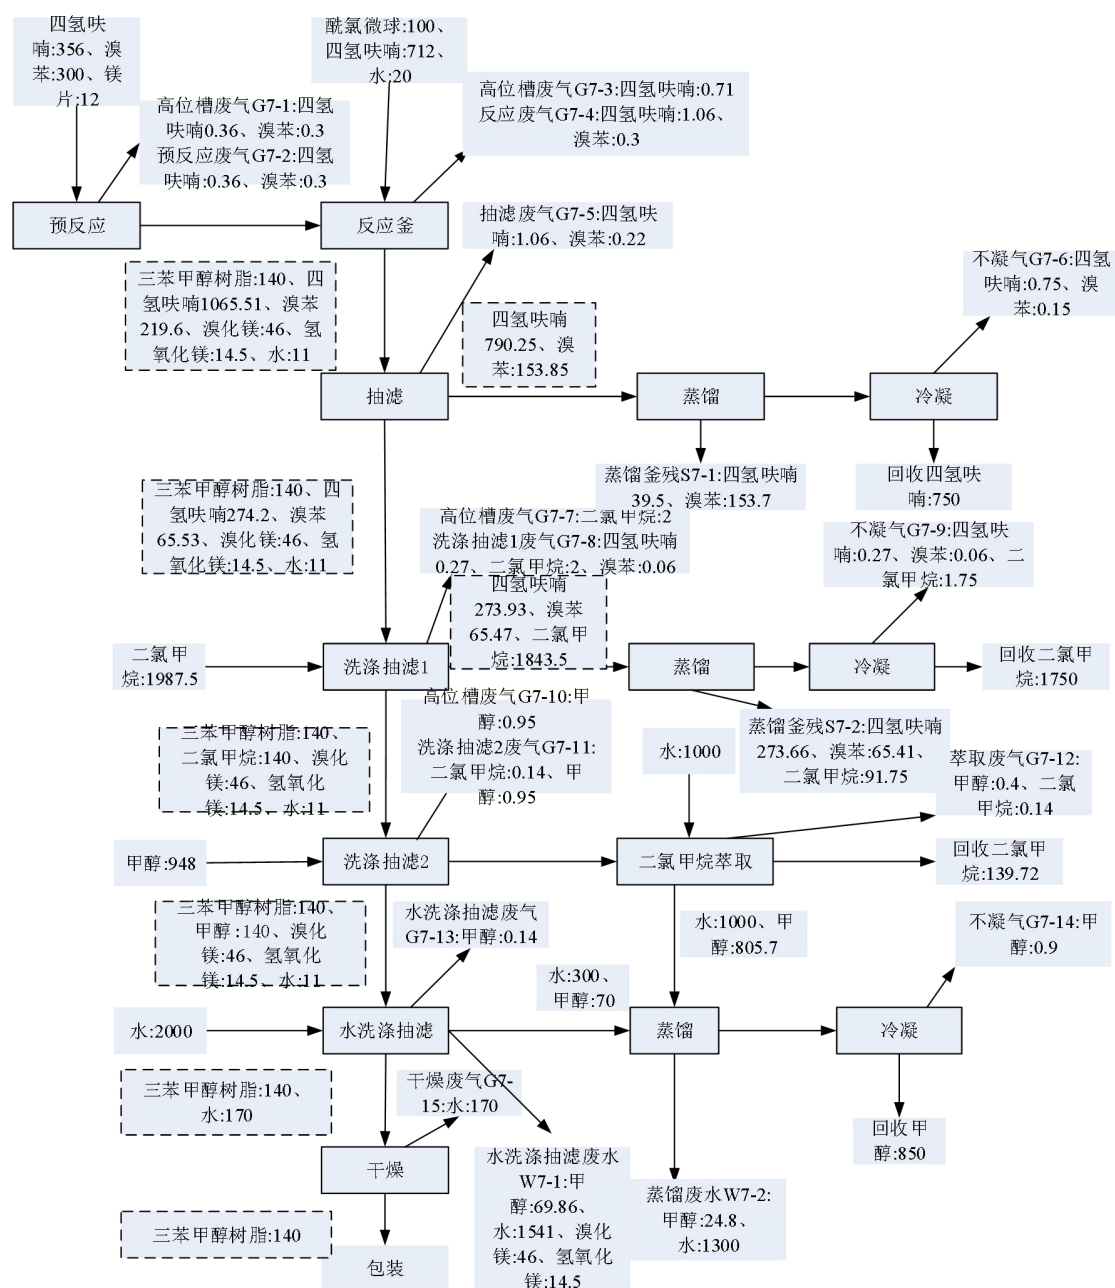 四氢呋
喃:356、溴
苯:300、镁
片:12
酰氯微球:100、
四氢呋喃:712、
水:20
高位槽废气G7-1:四氢
呋喃0.36、溴苯:0.3
预反应废气G7-2:四氢
呋喃:0.36、溴苯:0.3
高位槽废气G7-3:四氢呋喃:0.71
反应废气G7-4:四氢呋喃:1.06、
溴苯:0.3
预反应
反应釜
抽滤废气G7-5:四氢呋
喃:1.06、溴苯:0.22
三苯甲醇树脂:140、四
氢呋喃1065.51、溴苯
219.6、溴化镁:46、氢
氧化镁:14.5、水:11
四氢呋喃
790.25、溴
苯:153.85
不凝气G7-6:四氢
呋喃:0.75、溴
苯:0.15
抽滤
蒸馏
冷凝
蒸馏釜残S7-1:四氢呋喃
39.5、溴苯:153.7
回收四氢呋
喃:750
三苯甲醇树脂:140、四
氢呋喃274.2、溴苯
65.53、溴化镁:46、氢
氧化镁:14.5、水:11
高位槽废气G7-7:二氯甲烷:2
洗涤抽滤1废气G7-8:四氢呋喃
0.27、二氯甲烷:2、溴苯:0.06
不凝气G7-9:四氢呋
喃:0.27、溴苯:0.06、二
氯甲烷:1.75
四氢呋喃
273.93、溴苯
65.47、二氯甲
烷:1843.5
二氯甲
烷:1987.5
洗涤抽滤1
蒸馏
冷凝
回收二氯甲
烷:1750
高位槽废气G7-10:甲
醇:0.95
洗涤抽滤2废气G7-11:
二氯甲烷:0.14、甲
醇:0.95
蒸馏釜残S7-2:四氢呋喃
273.66、溴苯:65.41、
二氯甲烷:91.75
三苯甲醇树脂:140、
二氯甲烷:140、溴化
镁:46、氢氧化
镁:14.5、水:11
水:1000
萃取废气G7-12:
甲醇:0.4、二氯
甲烷:0.14
甲醇:948
洗涤抽滤2
二氯甲烷萃取
回收二氯甲
烷:139.72
三苯甲醇树脂:140、
甲醇:140、溴化
镁:46、氢氧化
镁:14.5、水:11
水洗涤抽滤废气
G7-13:甲醇:0.14
水:1000、甲
醇:805.7
不凝气G7-14:甲
醇:0.9
水:300、
甲醇:70
水:2000
水洗涤抽滤
蒸馏
冷凝
三苯甲醇树脂:140、
水:170
干燥废气G7-
15:水:170
回收甲
醇:850
干燥
水洗涤抽滤废水
W7-1:甲
醇:69.86、
水:1541、溴化
镁:46、氢氧化
镁:14.5
蒸馏废水W7-2:
甲醇:24.8、
水:1300
三苯甲醇树脂:140
包装